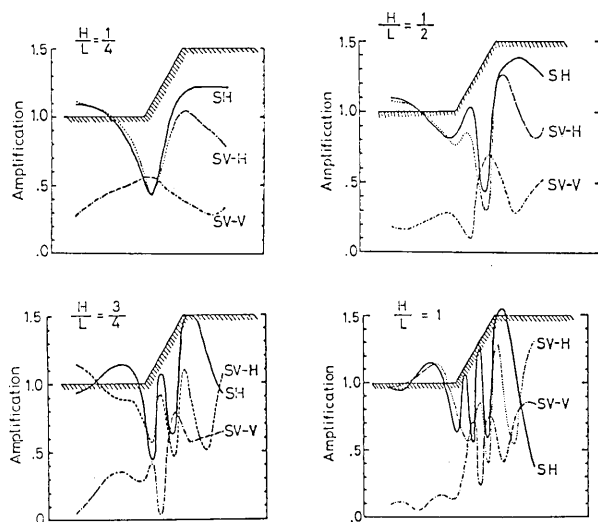 H/L = 1/4
1.5
1.0
.5
.0
Amplification
SH
SV-H
SV-V
H/L = 1/2
1.5
1.0
.5
.0
Amplification
SH
SV-H
SV-V
H/L = 3/4
1.5
1.0
.5
.0
Amplification
SV-H
SH
SV-V
H/L = 1
1.5
1.0
.5
.0
Amplification
SV-H
SV-V
SH